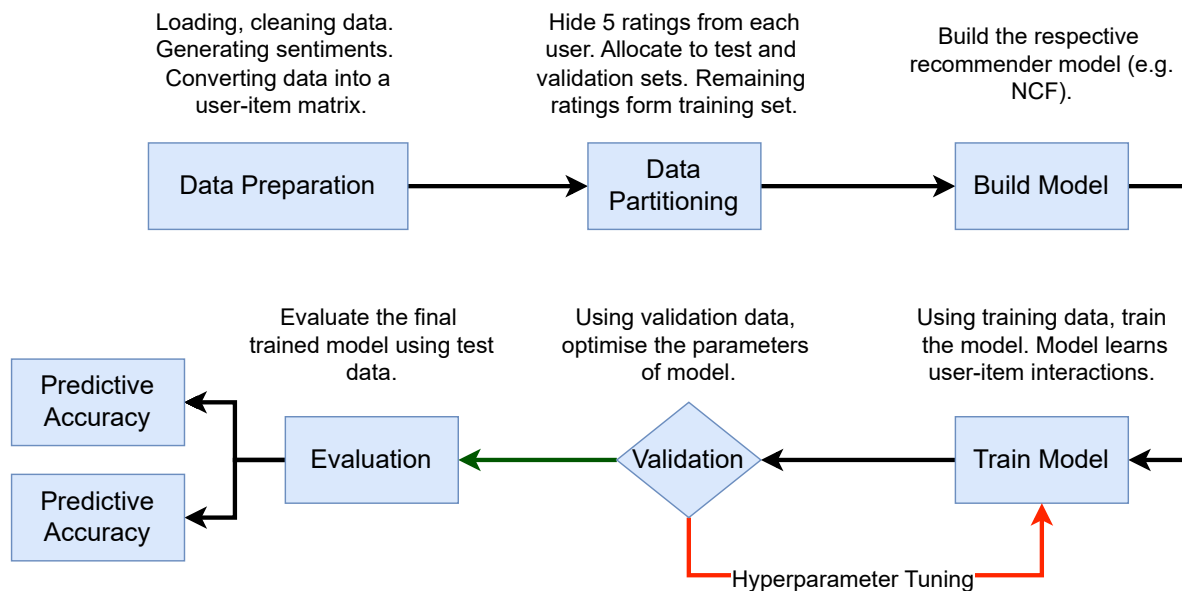 Loading, cleaning data.
Generating sentiments.
Converting data into a
user-item matrix.
Hide 5 ratings from each
user. Allocate to test and
validation sets. Remaining
ratings form training set.
Build the respective
recommender model (e.g.
NCF).
Data Preparation
Data
Partitioning
Build Model
Evaluate the final
trained model using test
data.
Using validation data,
optimise the parameters
of model.
Using training data, train
the model. Model learns
user-item interactions.
Predictive
Accuracy
Predictive
Accuracy
Evaluation
Validation
Train Model
Hyperparameter Tuning